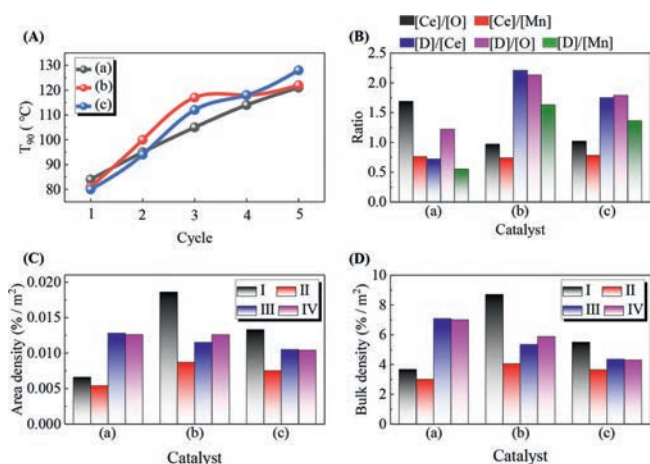 (A)
T₉₀ ( °C)
130
120
110
100
90
80
(a)
(b)
(c)
1 2 3 4 5
Cycle
[Ce]/[O] [Ce]/[Mn]
[D]/[Ce] [D]/[O] [D]/[Mn]
(B)
Ratio
2.5
2.0
1.5
1.0
0.5
0.0
(a) (b) (c)
Catalyst
(C)
Area density (% / m²)
0.020
0.015
0.010
0.005
0.000
I II
III IV
(a) (b) (c)
Catalyst
(D)
Bulk density (% / m²)
10
8
6
4
2
0
I II
III IV
(a) (b) (c)
Catalyst